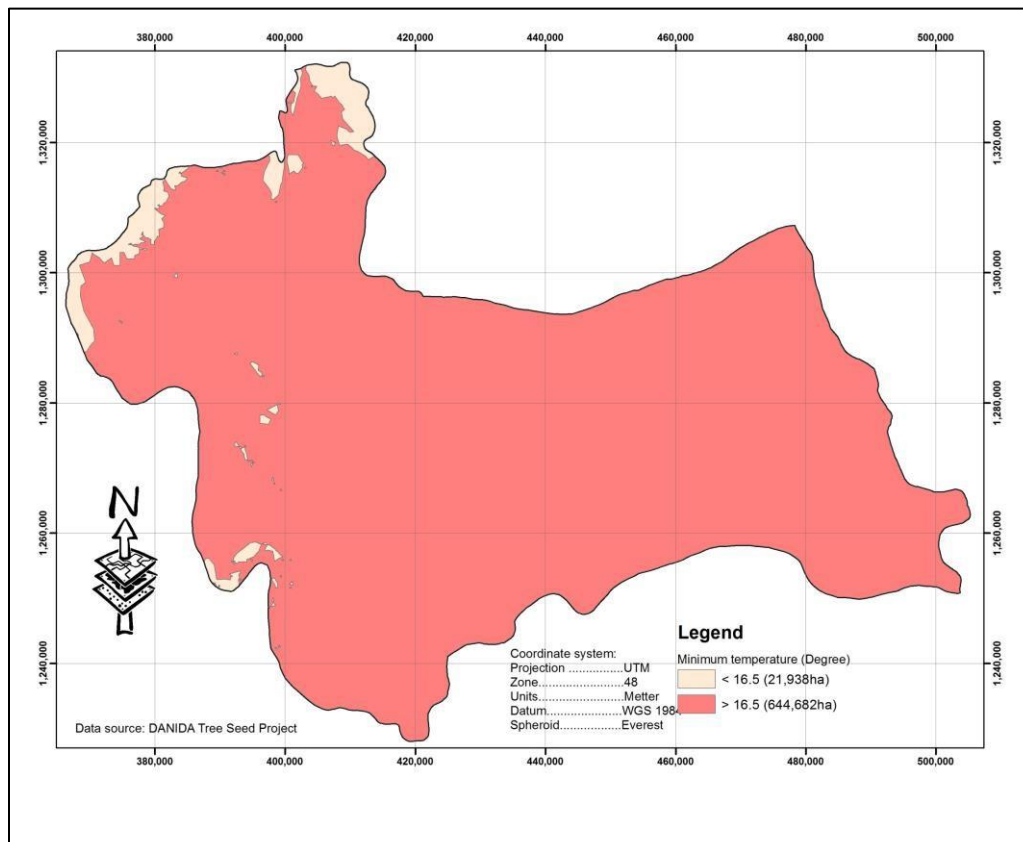 380,000 400,000 420,000 440,000 460,000 480,000 500,000
1,320,000 1,320,000
1,300,000 1,300,000
1,280,000 1,280,000
N
1,260,000 1,260,000
1,240,000 1,240,000
Coordinate system:
Projection ...............UTM
Zone........................48
Units........................Metter
Datum......................WGS 1984
Spheroid..................Everest
Legend
Minimum temperature (Degree)
< 16.5 (21,938ha)
> 16.5 (644,682ha)
Data source: DANIDA Tree Seed Project
380,000 400,000 420,000 440,000 460,000 480,000 500,000